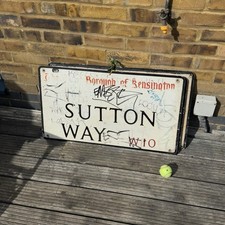 Borough of Kensington
SUTTON
WAY
W.10